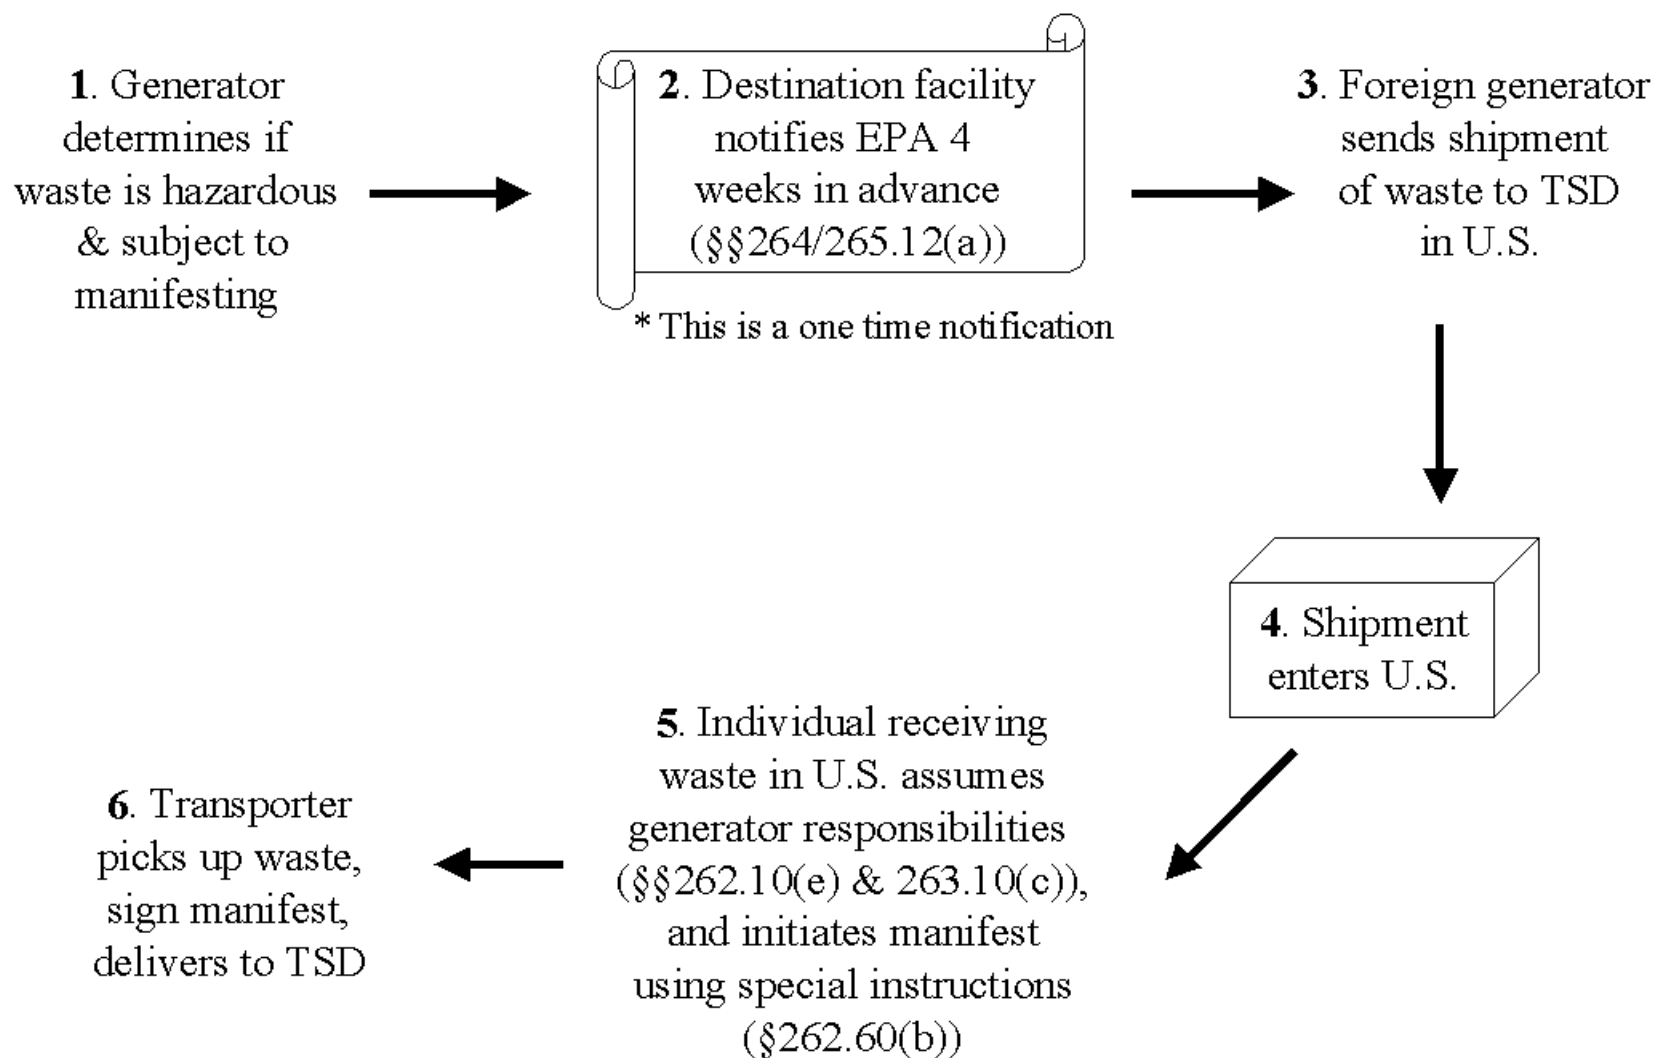 1. Generator
determines if
waste is hazardous
& subject to
manifesting
2. Destination facility
notifies EPA 4
weeks in advance
(§§264/265.12(a))
* This is a one time notification
3. Foreign generator
sends shipment
of waste to TSD
in U.S.
4. Shipment
enters U.S.
5. Individual receiving
waste in U.S. assumes
generator responsibilities
(§§262.10(e) & 263.10(c)),
and initiates manifest
using special instructions
(§262.60(b))
6. Transporter
picks up waste,
sign manifest,
delivers to TSD